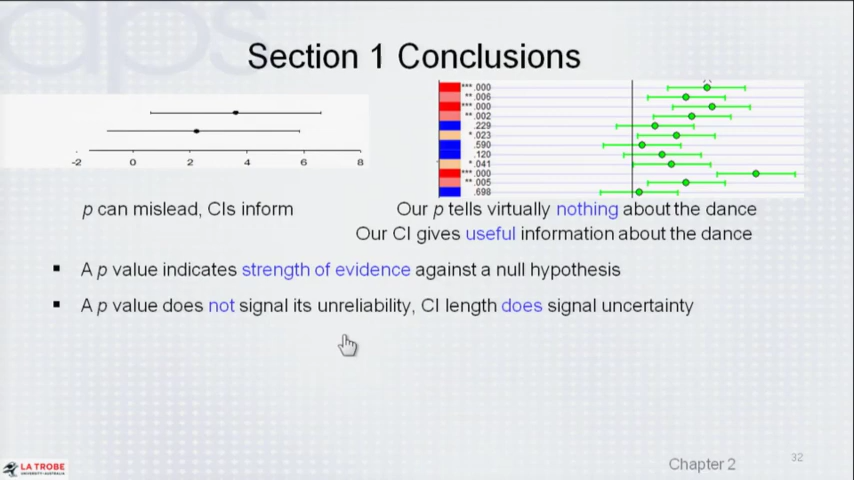 aps
Section 1 Conclusions
-2 0 2 4 6 8
*** .000
** .006
*** .000
** .002
.229
* .023
.590
.120
* .041
*** .000
** .005
.698
p can mislead, CIs inform
Our p tells virtually nothing about the dance
Our CI gives useful information about the dance
▪ A p value indicates strength of evidence against a null hypothesis
▪ A p value does not signal its unreliability, CI length does signal uncertainty
LA TROBE
UNIVERSITY • AUSTRALIA
Chapter 2
32